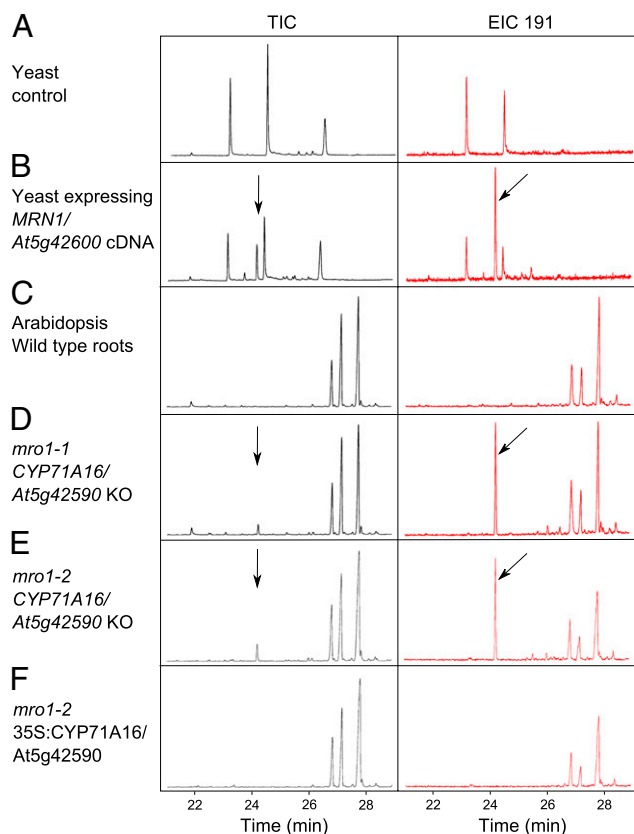 TIC EIC 191
A
Yeast
control
B
Yeast expressing
MRN1/
At5g42600 cDNA
C
Arabidopsis
Wild type roots
D
mro1-1
CYP71A16/
At5g42590 KO
E
mro1-2
CYP71A16/
At5g42590 KO
F
mro1-2
35S:CYP71A16/
At5g42590
22 24 26 28 22 24 26 28
Time (min) Time (min)